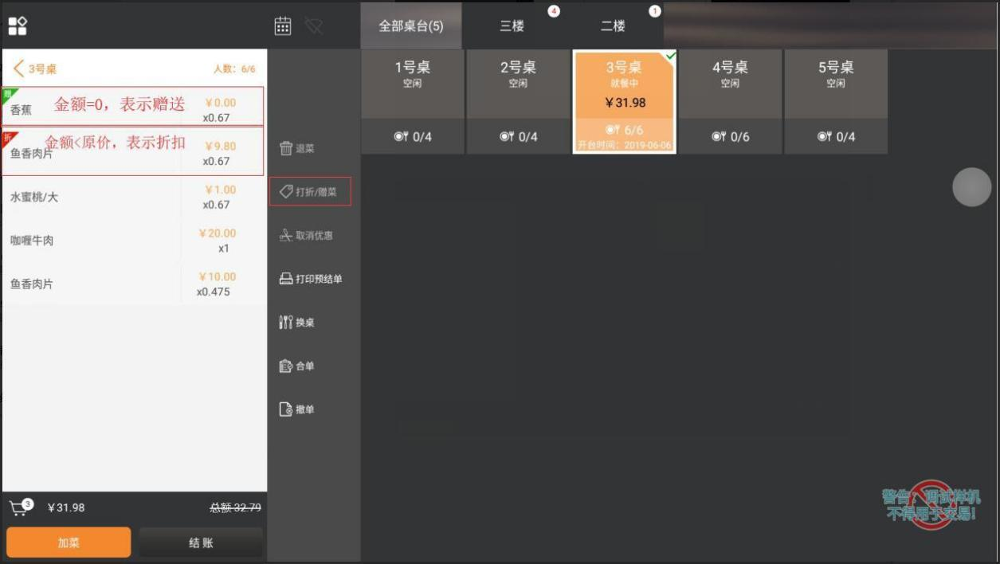 全部桌台(5)
三楼
4
二楼
1
3号桌
人数：6/6
赠
香蕉
金额=0，表示赠送
￥0.00
x0.67
折
鱼香肉片
金额<原价，表示折扣
￥9.80
x0.67
水蜜桃/大
￥1.00
x0.67
咖喱牛肉
￥20.00
x1
鱼香肉片
￥10.00
x0.475
3
￥31.98
总额 32.79
加菜
结账
退菜
打折/赠菜
取消优惠
打印预结单
换桌
合单
撤单
1号桌
空闲
0/4
2号桌
空闲
0/4
3号桌
就餐中
￥31.98
6/6
开台时间：2019-06-06
4号桌
空闲
0/6
5号桌
空闲
0/4
警告：调试样机
不得用于交易!